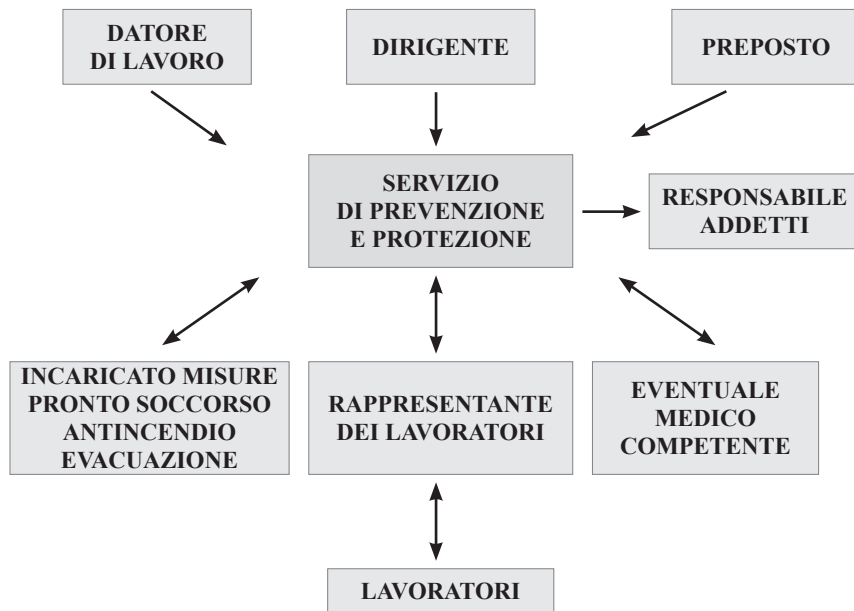 DATORE
DI LAVORO
DIRIGENTE
PREPOSTO
SERVIZIO
DI PREVENZIONE
E PROTEZIONE
RESPONSABILE
ADDETTI
INCARICATO MISURE
PRONTO SOCCORSO
ANTINCENDIO
EVACUAZIONE
RAPPRESENTANTE
DEI LAVORATORI
EVENTUALE
MEDICO
COMPETENTE
LAVORATORI